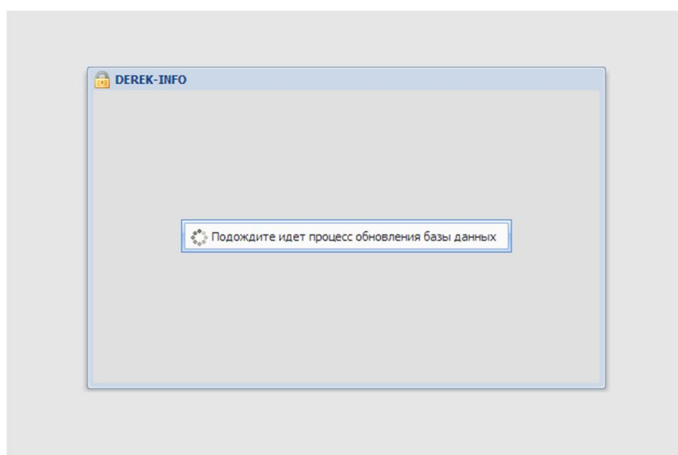 DEREK-INFO
Подождите идет процесс обновления базы данных